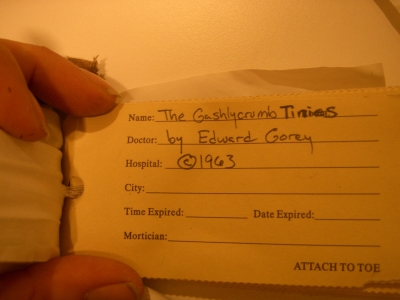 Name: The Gashlycrumb Tinies
Doctor: by Edward Gorey
Hospital: ©1963
City:
Time Expired: Date Expired:
Mortician:
ATTACH TO TOE